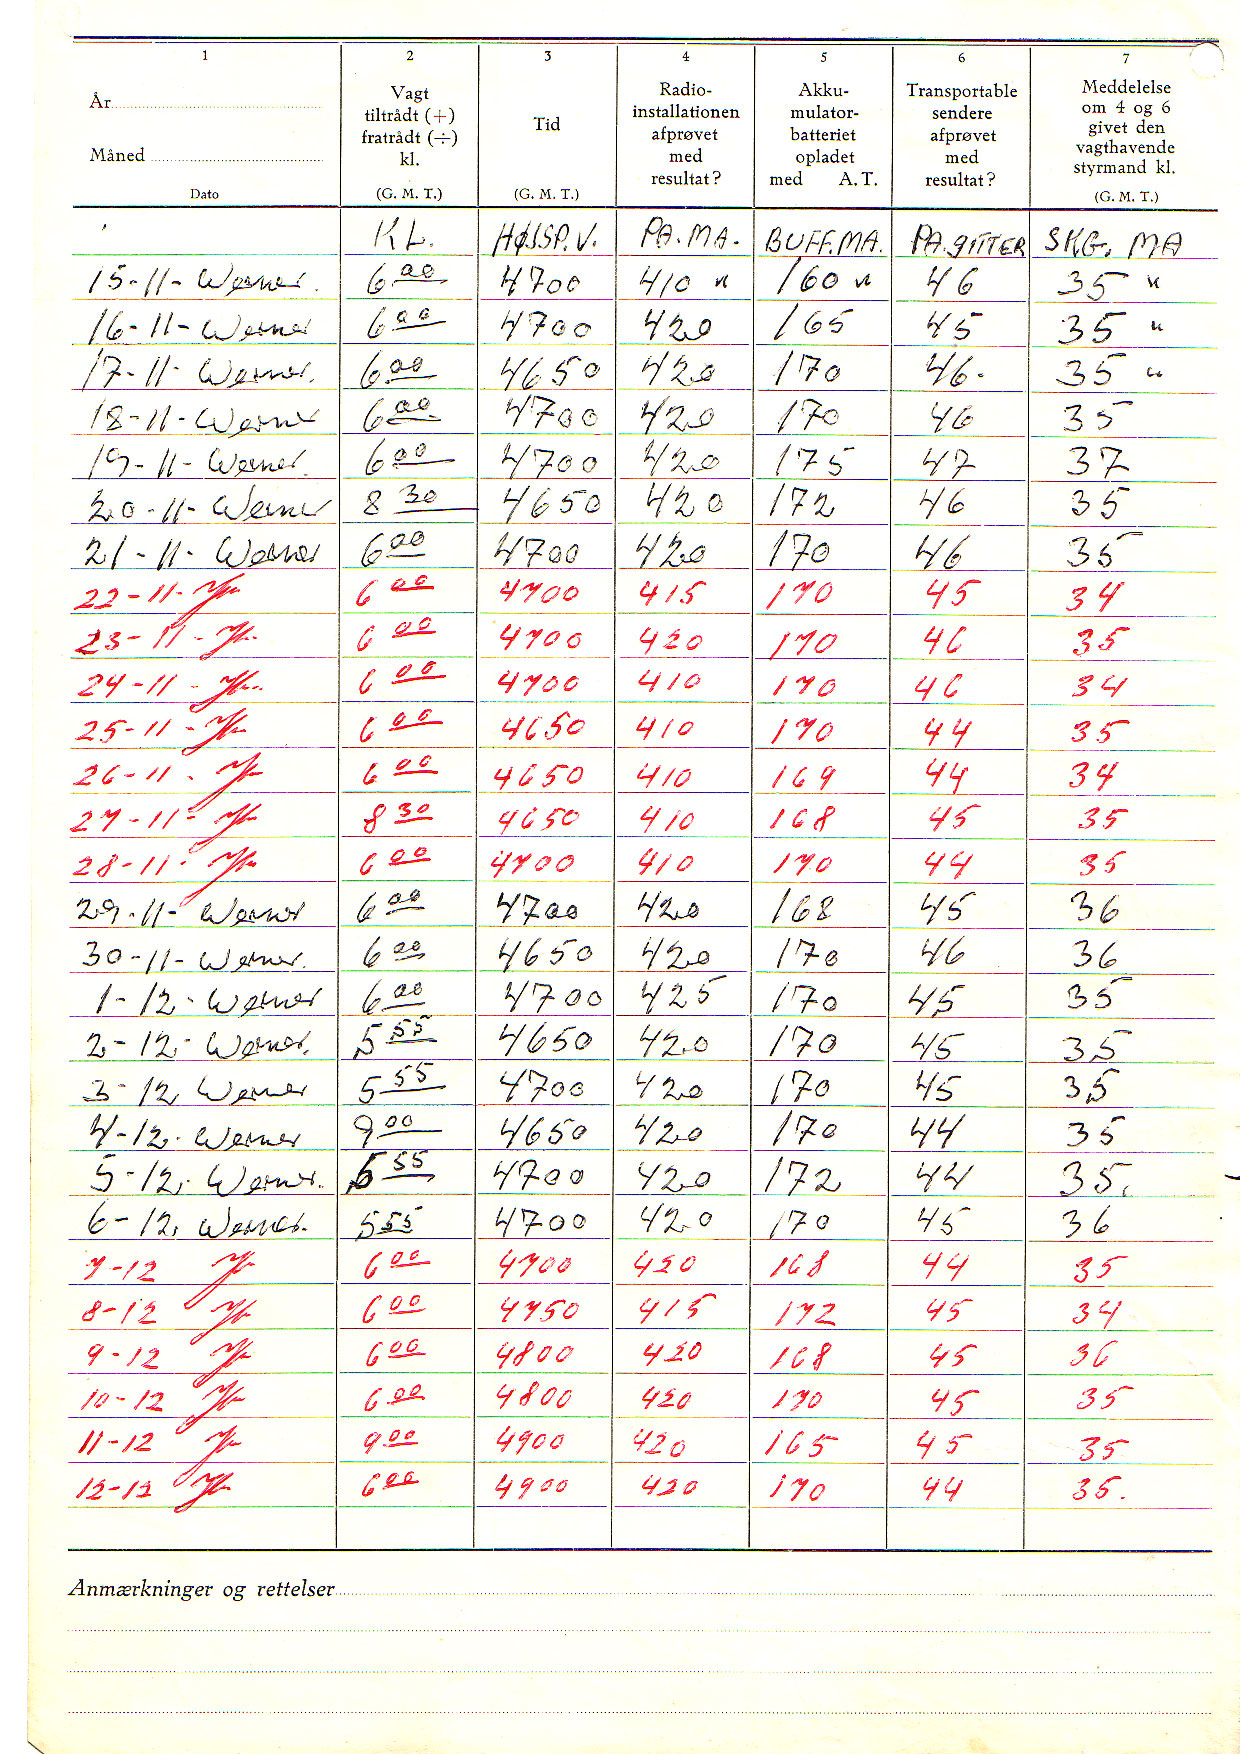 1 2 3 4 5 6 7
År Måned Dato
Vagt tiltrådt (+) fratrådt (÷) kl. (G. M. T.)
Tid (G. M. T.)
Radio-installationen afprøvet med resultat?
Akku-mulator-batteriet opladet med A.T.
Transportable sendere afprøvet med resultat?
Meddelelse om 4 og 6 givet den vagthavende styrmand kl. (G. M. T.)
KL. HØJSP.V. PA.MA. BUFF.MA. PA.GITTER SKG. MA
15-11- Werner. 6.00 4700 410 " 160 " 46 35 "
16-11- Werner 6.00 4700 420 165 45 35 "
17-11- Werner. 6.00 4650 420 170 46. 35 "
18-11- Werner 6.00 4700 420 170 46 35
19-11- Werner. 6.00 4700 420 175 47 37
20-11- Werner 8 30 4650 420 172 46 35
21-11- Werner 6.00 4700 420 170 46 35
22-11- 6 00 4700 415 170 45 34
23-11- 6 00 4700 420 170 46 35
24-11- 6 00 4700 410 170 46 34
25-11- 6 00 4650 410 170 44 35
26-11- 6 00 4650 410 169 44 34
27-11- 8 30 4650 410 168 45 35
28-11- 6 00 4700 410 170 44 35
29-11- Werner 6.00 4700 420 168 45 36
30-11- Werner. 6 00 4650 420 170 46 36
1-12- Werner 6.00 4700 425 170 45 35
2-12- Werner. 5 55 4650 420 170 45 35
3-12, Werner 5 55 4700 420 170 45 35
4-12- Werner 9 00 4650 420 170 44 35
5-12, Werner. 5 55 4700 420 172 44 35.
6-12, Werner. 5 55 4700 420 170 45 36
7-12 6 00 4700 420 168 44 35
8-12 6 00 4750 415 172 45 34
9-12 6 00 4800 420 168 45 36
10-12 6 00 4800 420 170 45 35
11-12 9 00 4900 420 165 45 35
12-12 6 00 4900 420 170 44 35.
Anmærkninger og rettelser